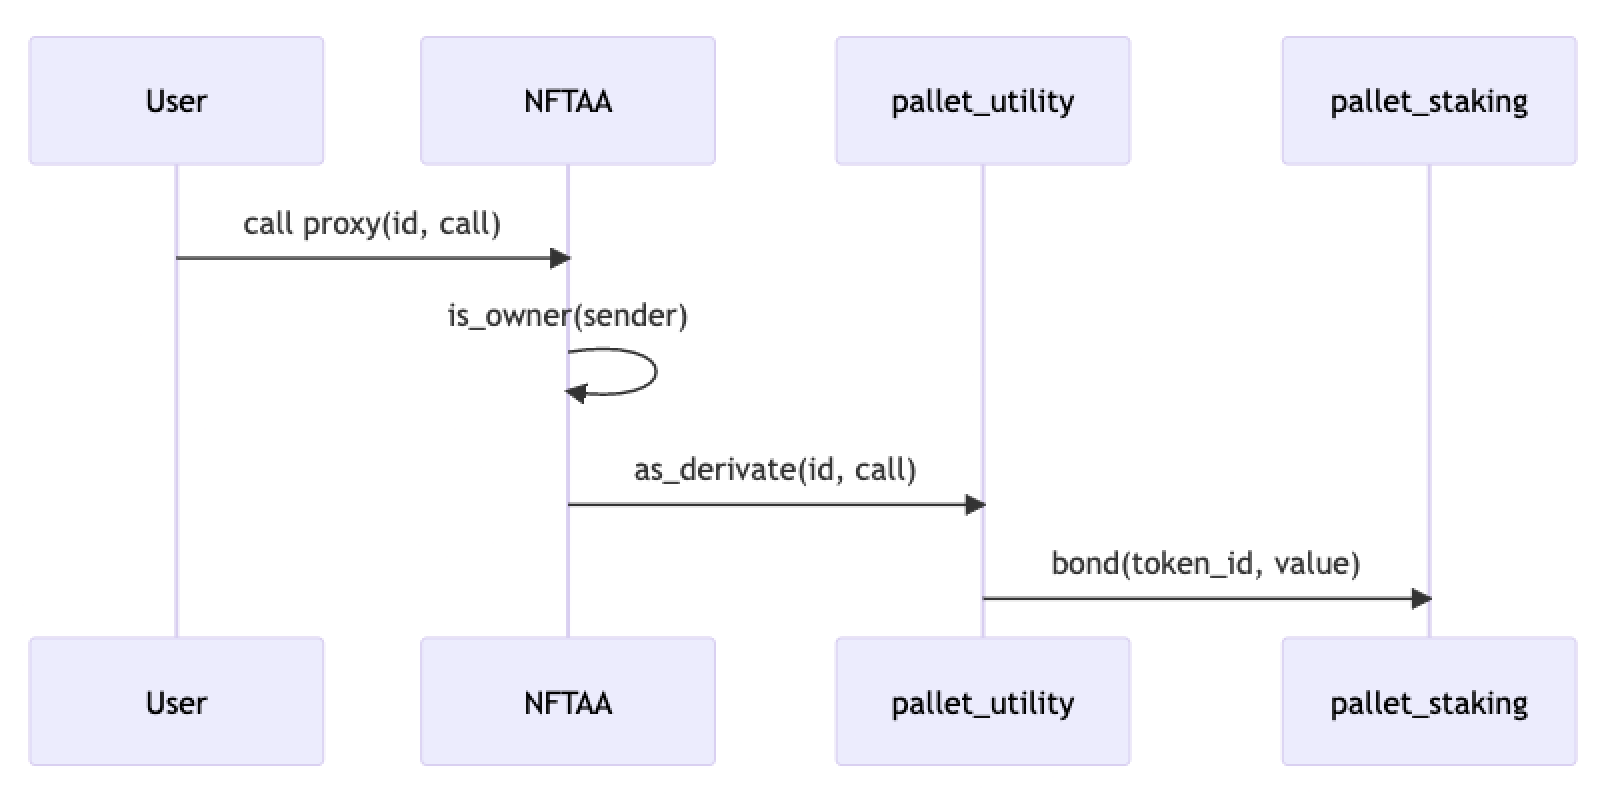 User
NFTAA
pallet_utility
pallet_staking
call proxy(id, call)
is_owner(sender)
as_derivate(id, call)
bond(token_id, value)
User
NFTAA
pallet_utility
pallet_staking